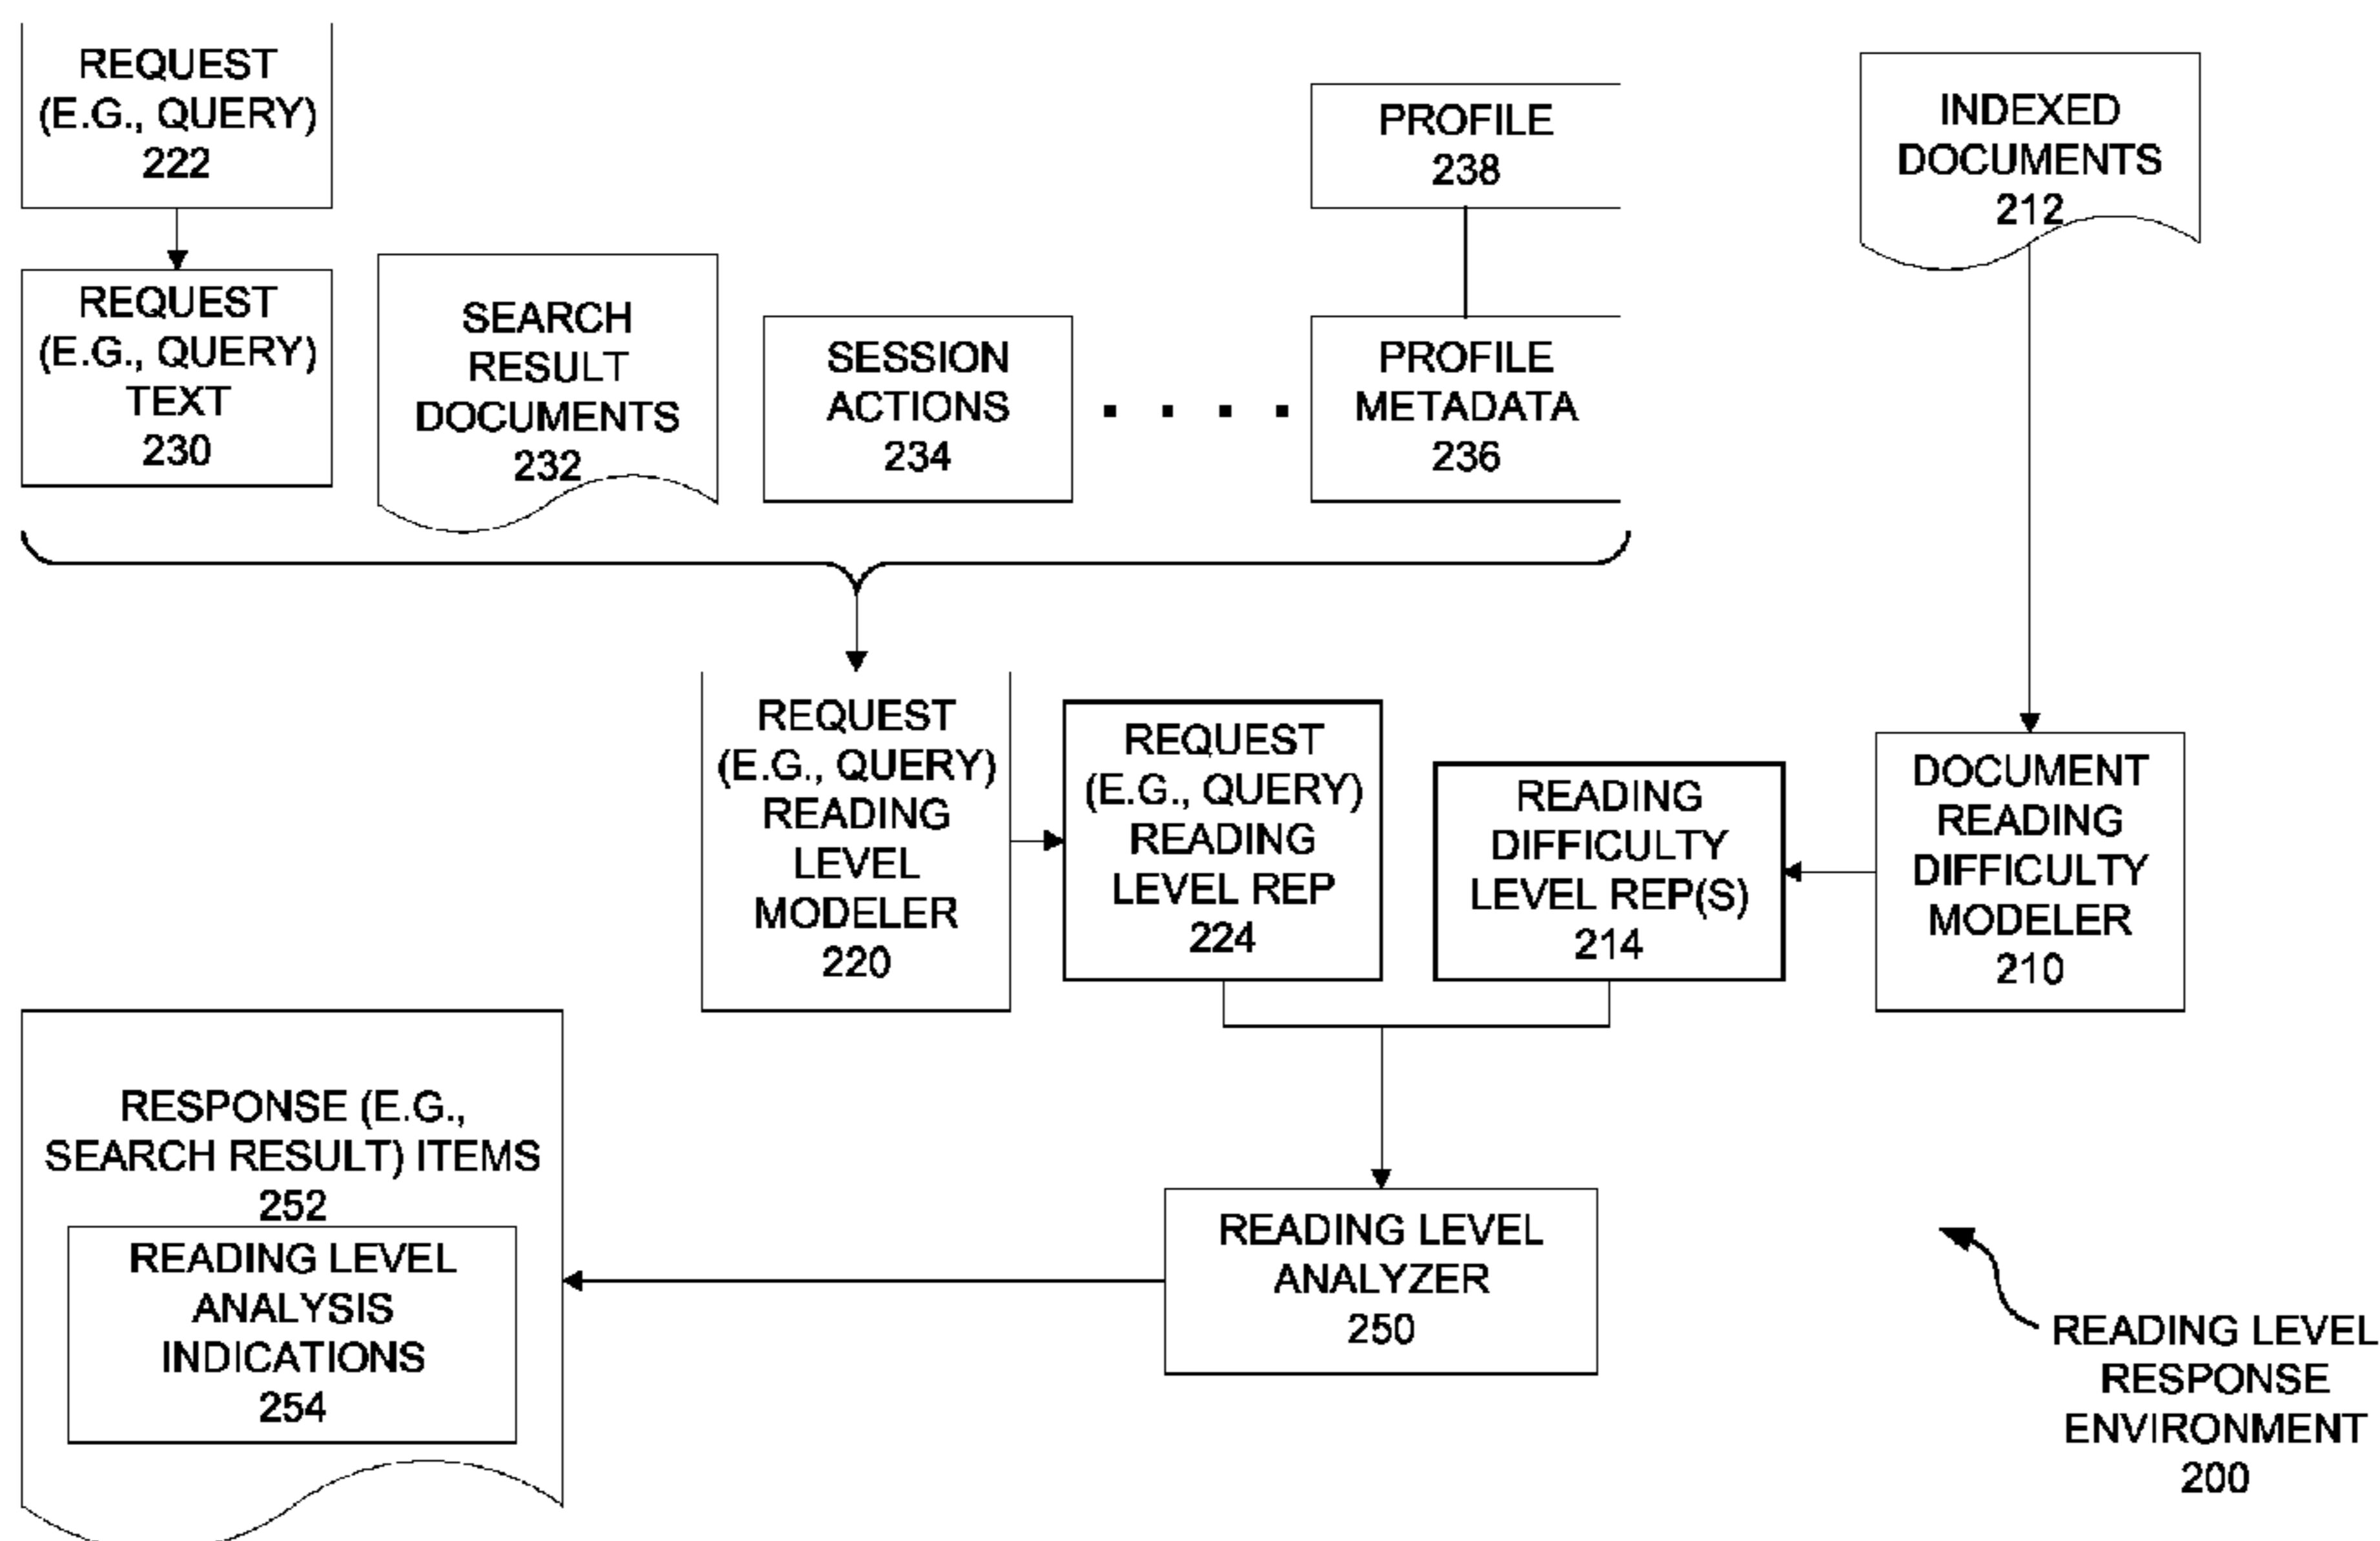 REQUEST
(E.G., QUERY)
222
REQUEST
(E.G., QUERY)
TEXT
230
SEARCH
RESULT
DOCUMENTS
232
SESSION
ACTIONS
234
PROFILE
238
PROFILE
METADATA
236
INDEXED
DOCUMENTS
212
REQUEST
(E.G., QUERY)
READING
LEVEL
MODELER
220
REQUEST
(E.G., QUERY)
READING
LEVEL REP
224
READING
DIFFICULTY
LEVEL REP(S)
214
DOCUMENT
READING
DIFFICULTY
MODELER
210
RESPONSE (E.G.,
SEARCH RESULT) ITEMS
252
READING LEVEL
ANALYSIS
INDICATIONS
254
READING LEVEL
ANALYZER
250
READING LEVEL
RESPONSE
ENVIRONMENT
200